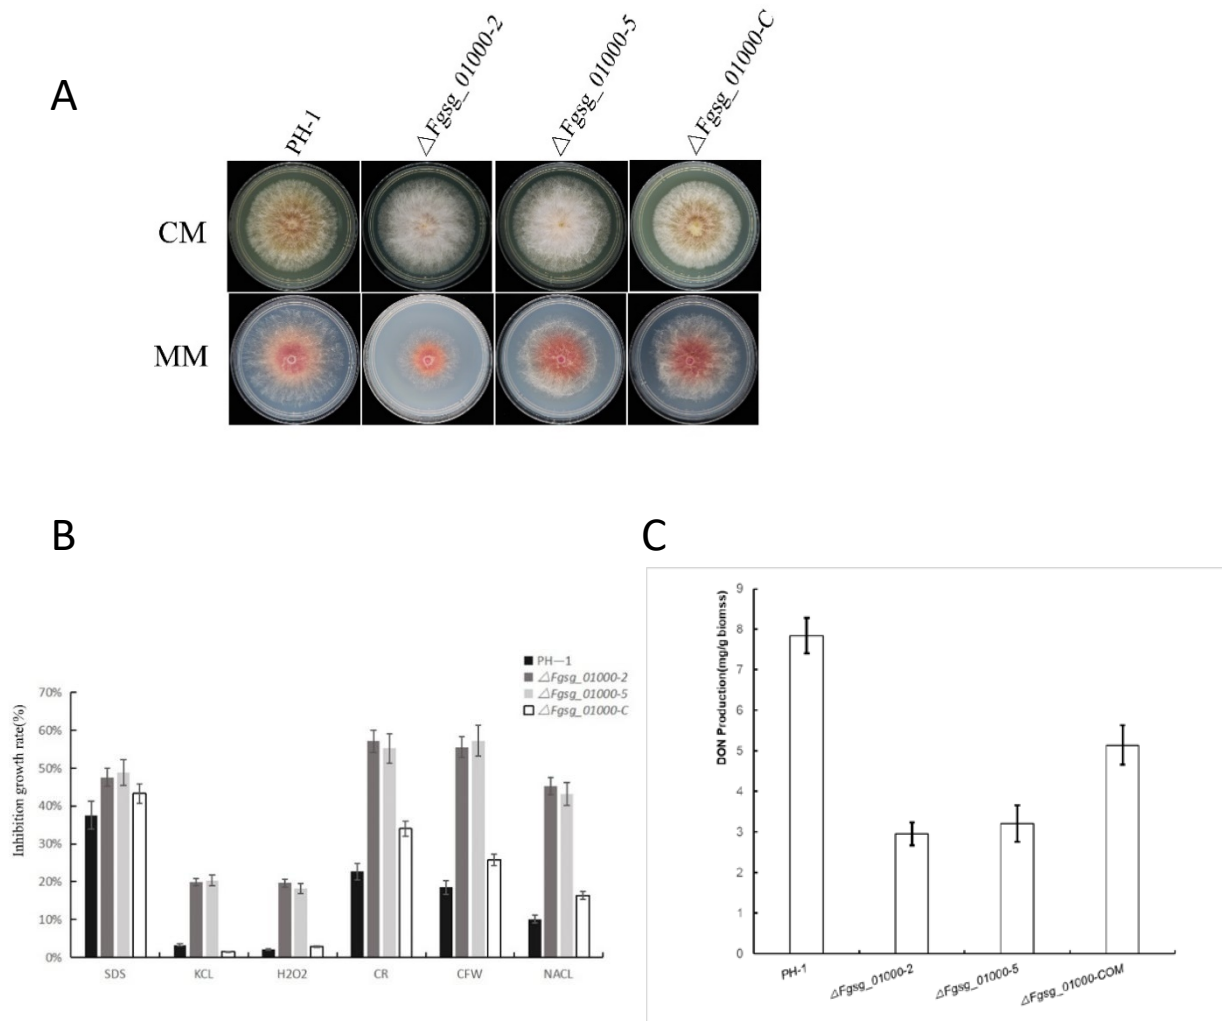 A
PH-1
△Fgsg_01000-2
△Fgsg_01000-5
△Fgsg_01000-C
CM
MM
B
Inhibition growth rate(%)
70%
60%
50%
40%
30%
20%
10%
0%
PH—1
△Fgsg_01000-2
△Fgsg_01000-5
△Fgsg_01000-C
SDS KCL H2O2 CR CFW NACL
C
DON Production(mg/g biomss)
9
8
7
6
5
4
3
2
1
0
PH-1 △Fgsg_01000-2 △Fgsg_01000-5 △Fgsg_01000-COM